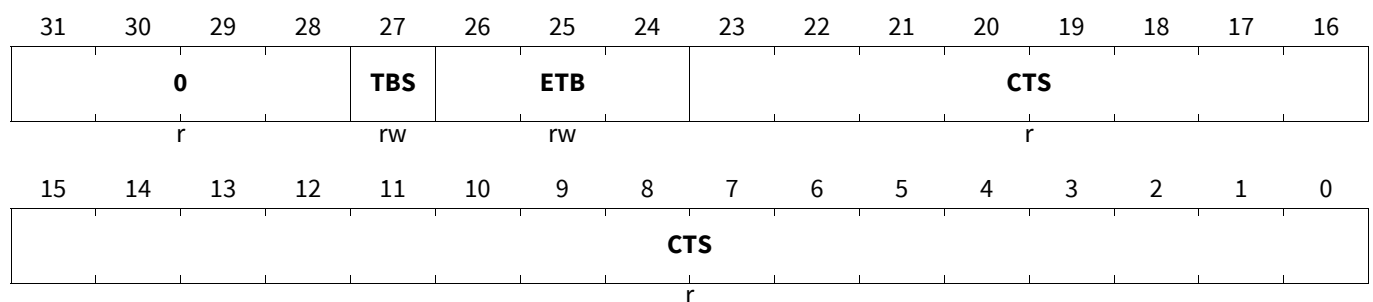 31 30 29 28 27 26 25 24 23 22 21 20 19 18 17 16
0 TBS ETB CTS
r rw rw r
15 14 13 12 11 10 9 8 7 6 5 4 3 2 1 0
CTS
r